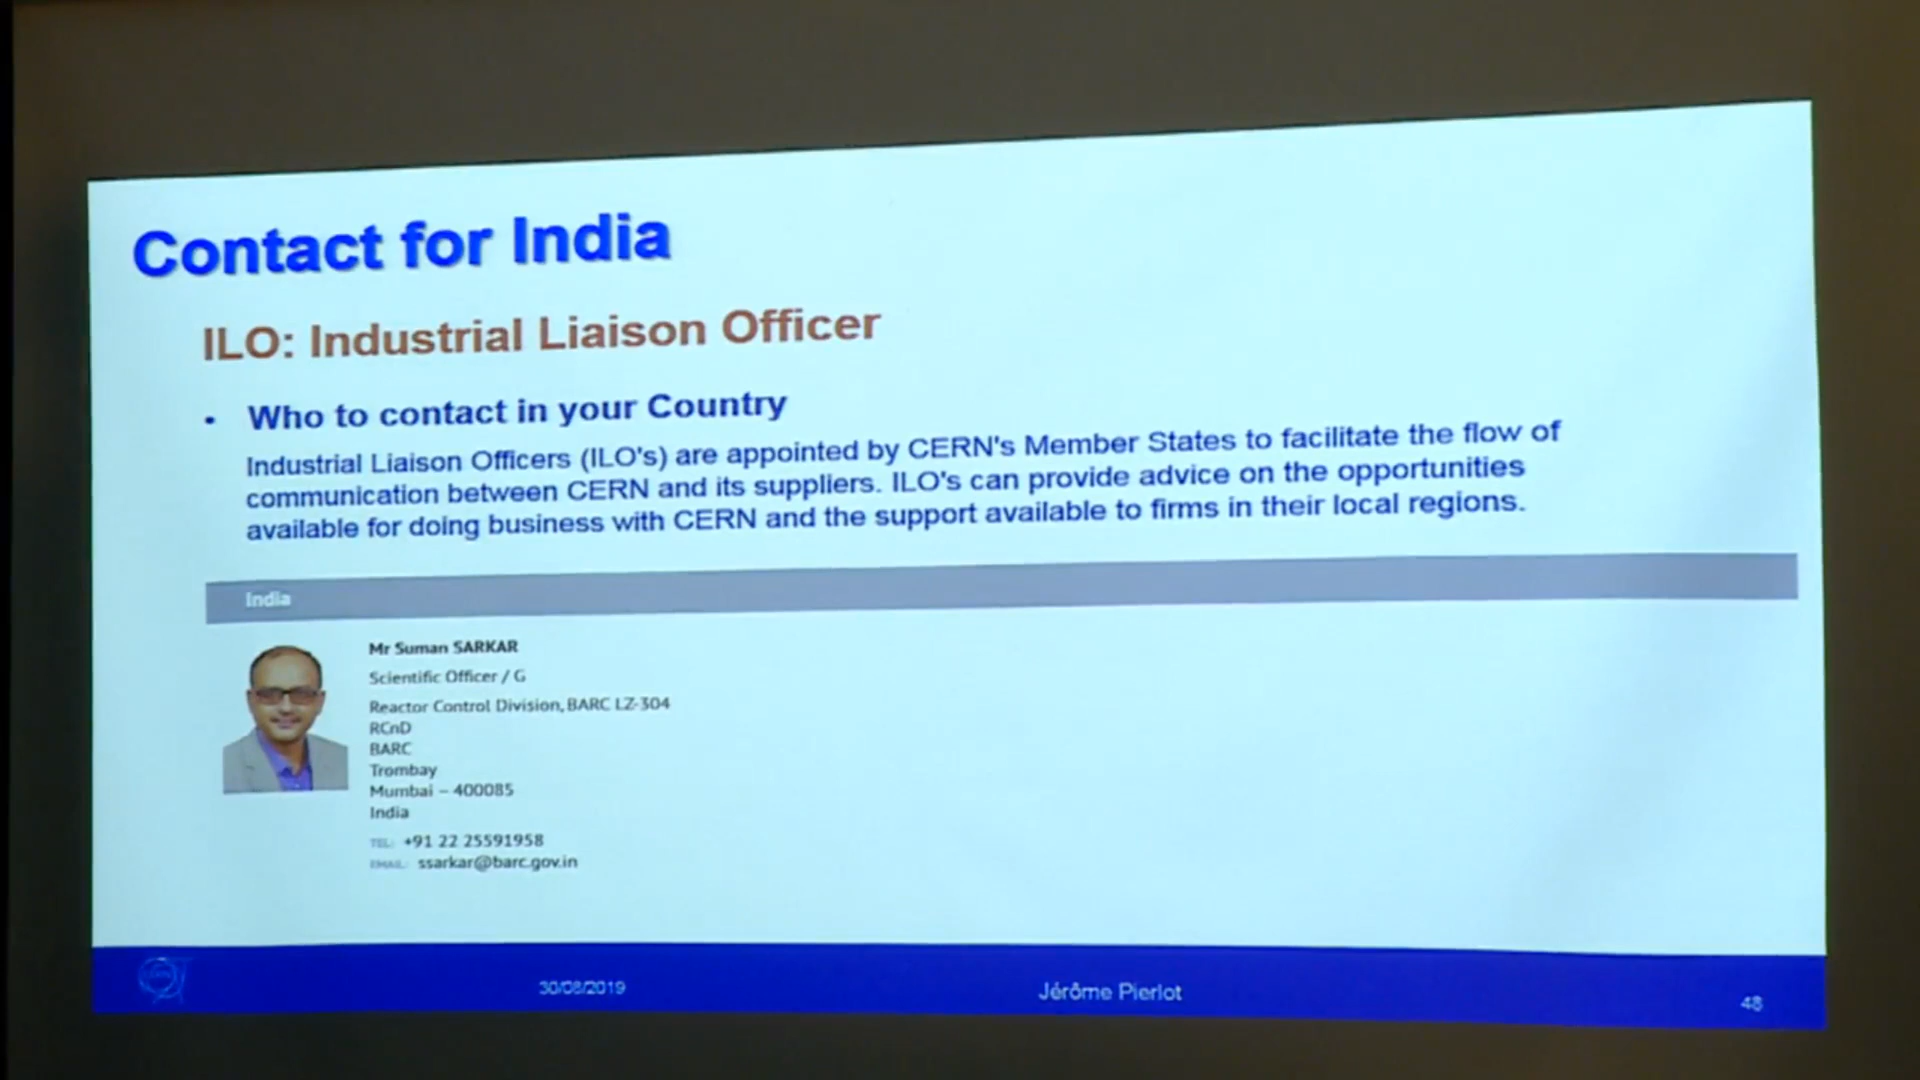 Contact for India
ILO: Industrial Liaison Officer
• Who to contact in your Country
Industrial Liaison Officers (ILO's) are appointed by CERN's Member States to facilitate the flow of
communication between CERN and its suppliers. ILO's can provide advice on the opportunities
available for doing business with CERN and the support available to firms in their local regions.
India
Mr Suman SARKAR
Scientific Officer / G
Reactor Control Division, BARC LZ-304
RCnD
BARC
Trombay
Mumbai – 400085
India
TEL: +91 22 25591958
EMAIL: ssarkar@barc.gov.in
CERN
30/08/2019
Jérôme Pierlot
48